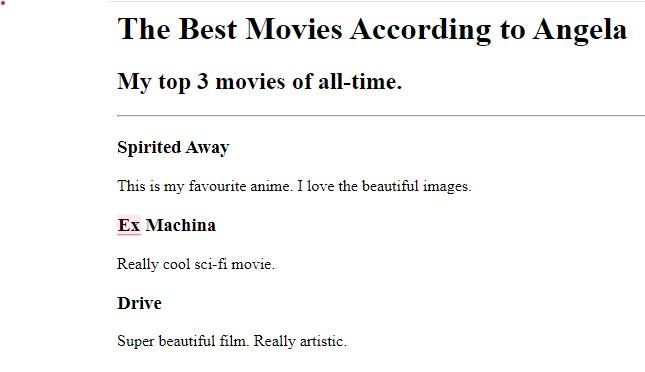 The Best Movies According to Angela
My top 3 movies of all-time.
Spirited Away
This is my favourite anime. I love the beautiful images.
Ex Machina
Really cool sci-fi movie.
Drive
Super beautiful film. Really artistic.